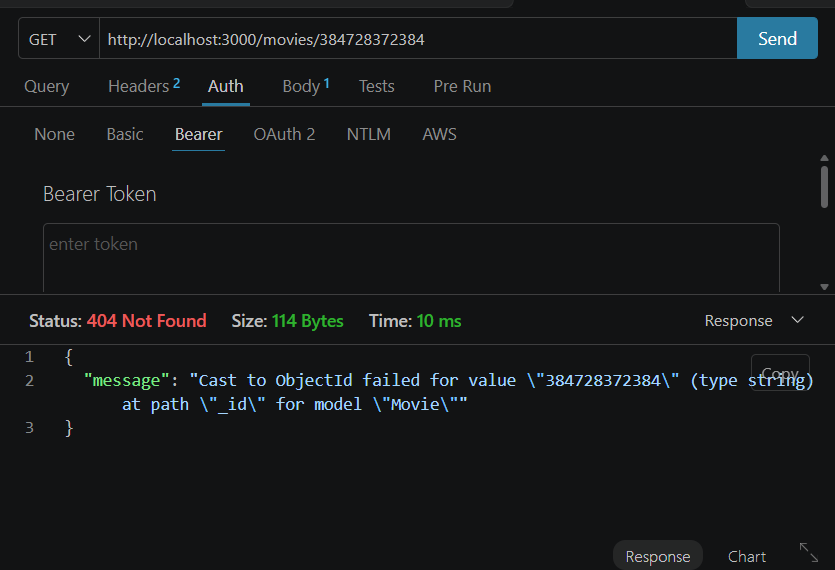 GET http://localhost:3000/movies/384728372384 Send
Query Headers 2 Auth Body 1 Tests Pre Run
None Basic Bearer OAuth 2 NTLM AWS
Bearer Token
enter token
Status: 404 Not Found Size: 114 Bytes Time: 10 ms Response
1 {
Copy
2 "message": "Cast to ObjectId failed for value \"384728372384\" (type string)
at path \"_id\" for model \"Movie\""
3 }
Response Chart